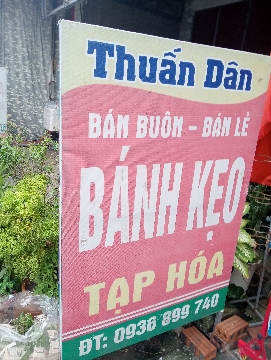 Thuấn Dân
BÁN BUÔN - BÁN LẺ
BÁNH KẸO
TẠP HÓA
ĐT: 0936 899 740